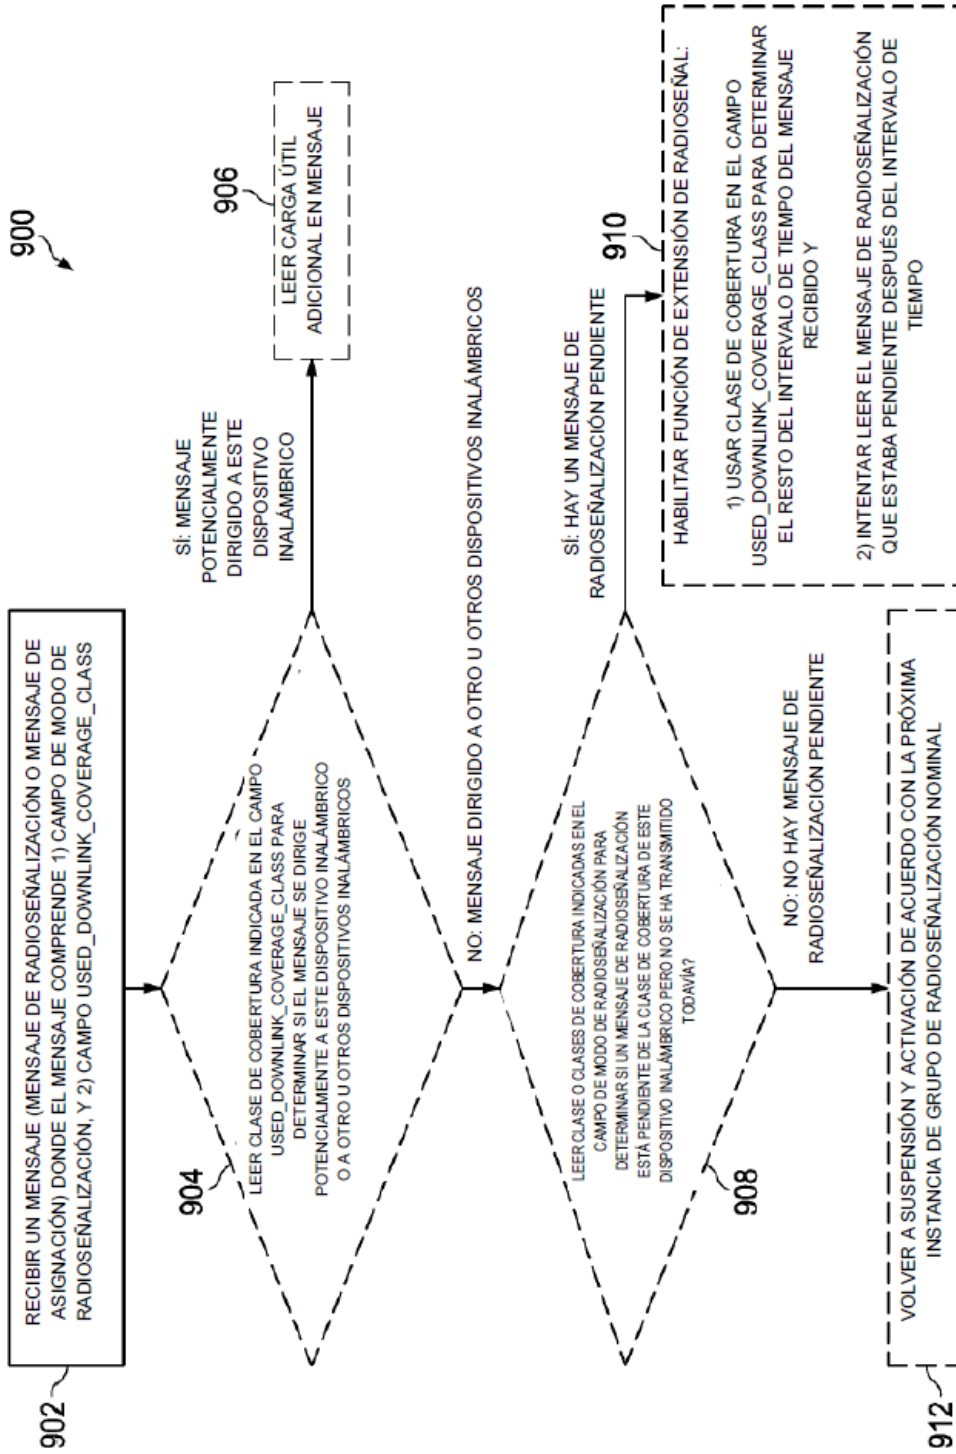 900
902
RECIBIR UN MENSAJE (MENSAJE DE RADIOSEÑALIZACIÓN O MENSAJE DE
ASIGNACIÓN) DONDE EL MENSAJE COMPRENDE 1) CAMPO DE MODO DE
RADIOSEÑALIZACIÓN, Y 2) CAMPO USED_DOWNLINK_COVERAGE_CLASS
904
LEER CLASE DE COBERTURA INDICADA EN EL CAMPO
USED_DOWNLINK_COVERAGE_CLASS PARA
DETERMINAR SI EL MENSAJE SE DIRIGE
POTENCIALMENTE A ESTE DISPOSITIVO INALÁMBRICO
O A OTRO U OTROS DISPOSITIVOS INALÁMBRICOS
SÍ: MENSAJE
POTENCIALMENTE
DIRIGIDO A ESTE
DISPOSITIVO
INALÁMBRICO
906
LEER CARGA ÚTIL
ADICIONAL EN MENSAJE
NO: MENSAJE DIRIGIDO A OTRO U OTROS DISPOSITIVOS INALÁMBRICOS
908
LEER CLASE O CLASES DE COBERTURA INDICADAS EN EL
CAMPO DE MODO DE RADIOSEÑALIZACIÓN PARA
DETERMINAR SI UN MENSAJE DE RADIOSEÑALIZACIÓN
ESTÁ PENDIENTE DE LA CLASE DE COBERTURA DE ESTE
DISPOSITIVO INALÁMBRICO PERO NO SE HA TRANSMITIDO
TODAVÍA?
SÍ: HAY UN MENSAJE DE
RADIOSEÑALIZACIÓN PENDIENTE
910
HABILITAR FUNCIÓN DE EXTENSIÓN DE RADIOSEÑAL:
1) USAR CLASE DE COBERTURA EN EL CAMPO
USED_DOWNLINK_COVERAGE_CLASS PARA DETERMINAR
EL RESTO DEL INTERVALO DE TIEMPO DEL MENSAJE
RECIBIDO Y
2) INTENTAR LEER EL MENSAJE DE RADIOSEÑALIZACIÓN
QUE ESTABA PENDIENTE DESPUÉS DEL INTERVALO DE
TIEMPO
NO: NO HAY MENSAJE DE
RADIOSEÑALIZACIÓN PENDIENTE
912
VOLVER A SUSPENSIÓN Y ACTIVACIÓN DE ACUERDO CON LA PRÓXIMA
INSTANCIA DE GRUPO DE RADIOSEÑALIZACIÓN NOMINAL